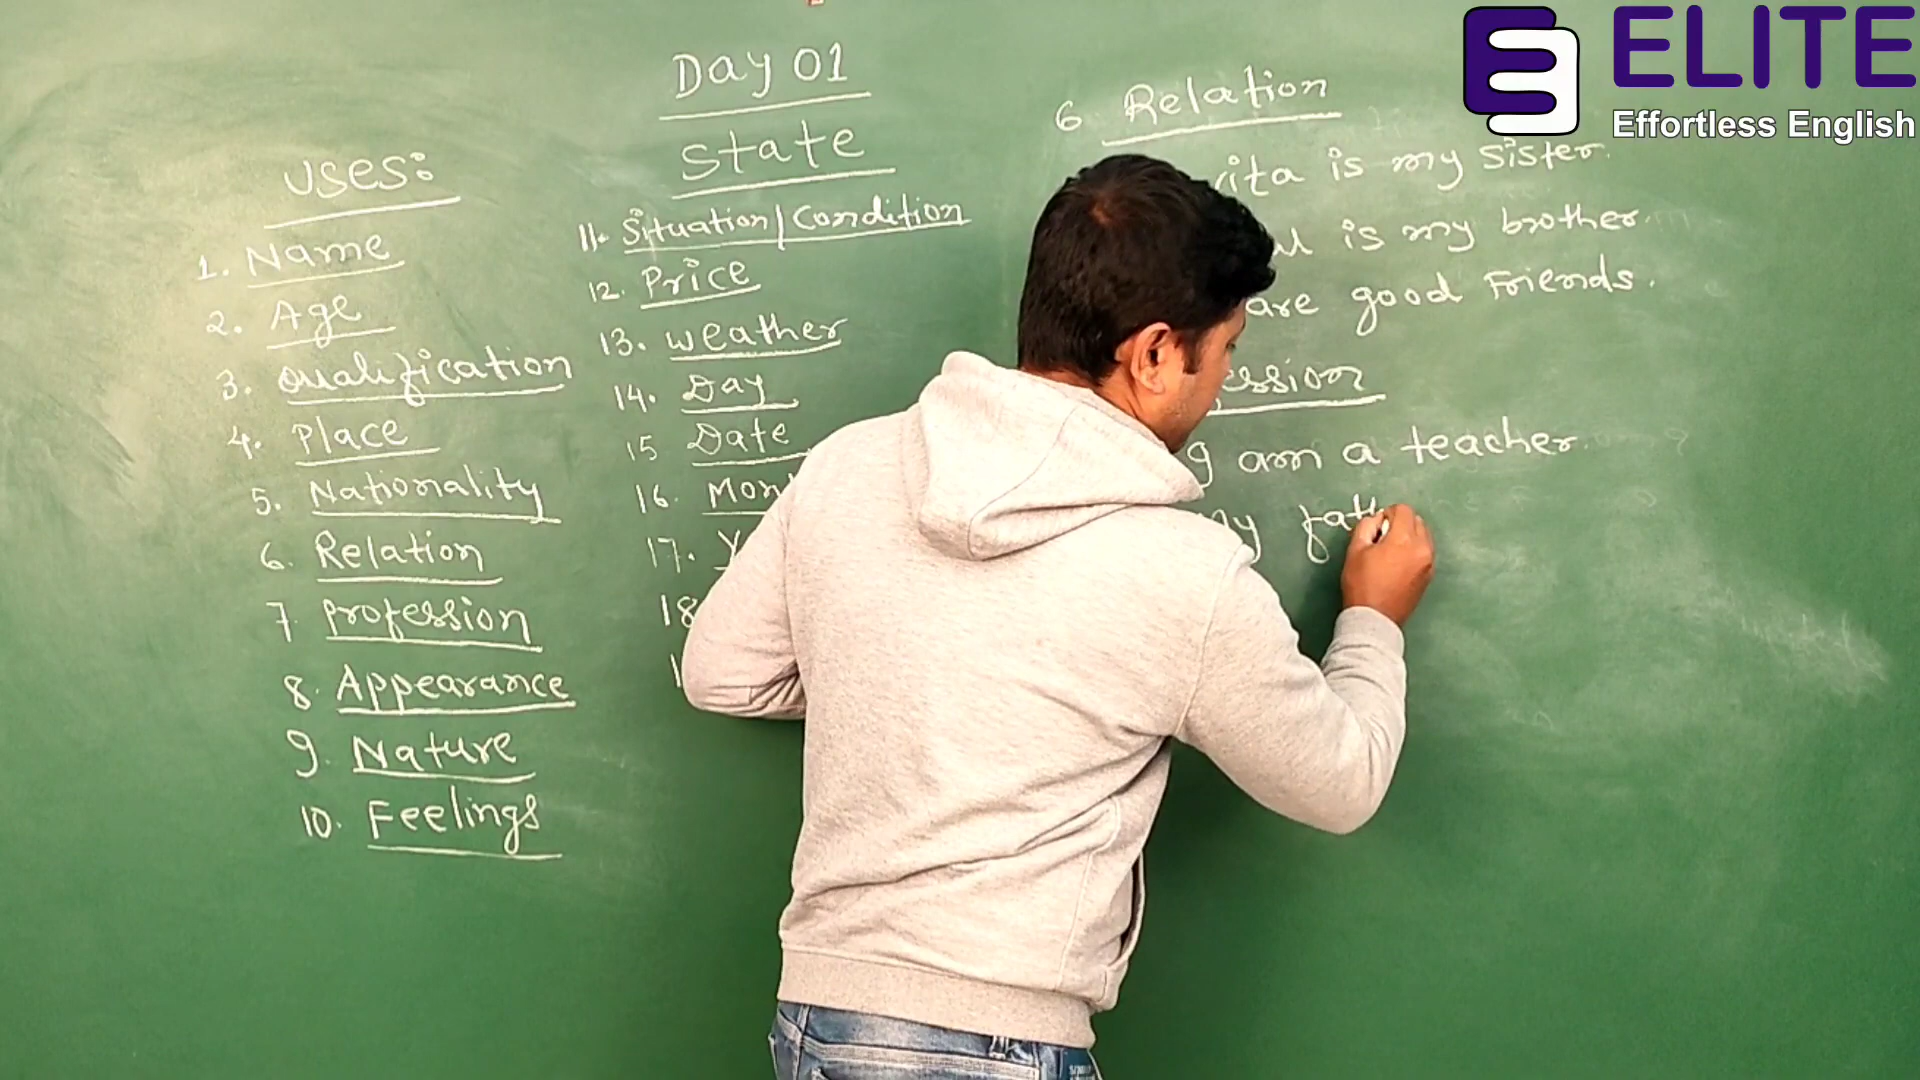 Day 01
State
USES:
1. Name
2. Age
3. Qualification
4. Place
5. Nationality
6. Relation
7. Profession
8. Appearance
9. Nature
10. Feelings
11. Situation/Condition
12. Price
13. Weather
14. Day
15 Date
16.
17.
18
6 Relation
is my sister.
is my brother.
are good Friends.
I am a teacher.
my
ELITE
Effortless English